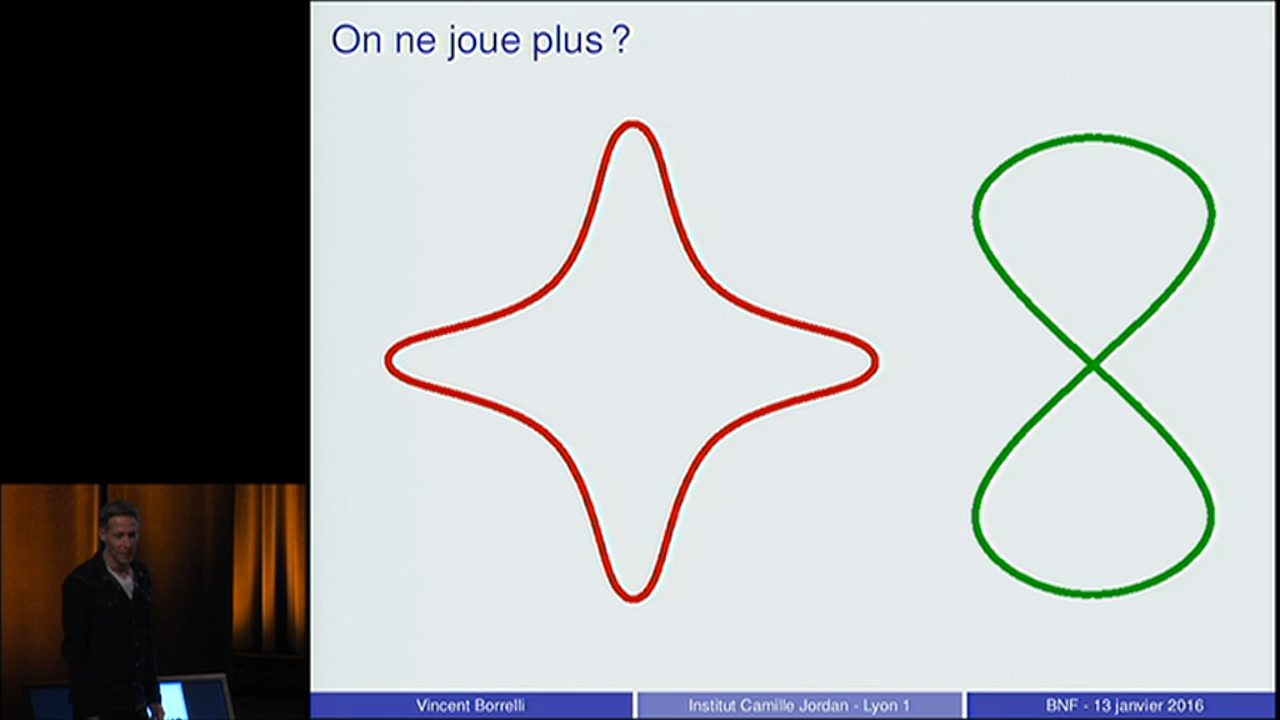 On ne joue plus ?
Vincent Borrelli
Institut Camille Jordan - Lyon 1
BNF - 13 janvier 2016